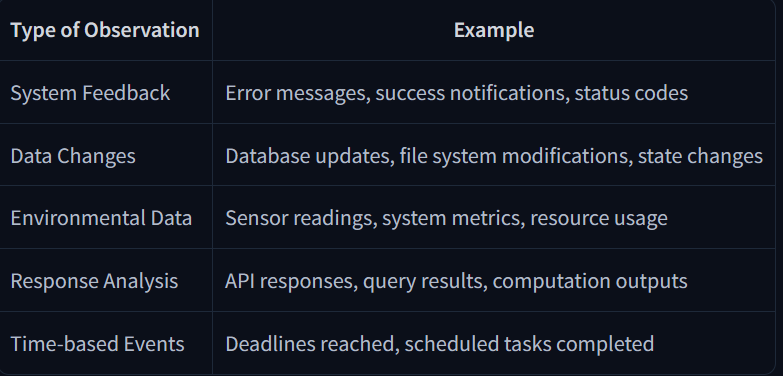 Type of Observation Example
System Feedback Error messages, success notifications, status codes
Data Changes Database updates, file system modifications, state changes
Environmental Data Sensor readings, system metrics, resource usage
Response Analysis API responses, query results, computation outputs
Time-based Events Deadlines reached, scheduled tasks completed